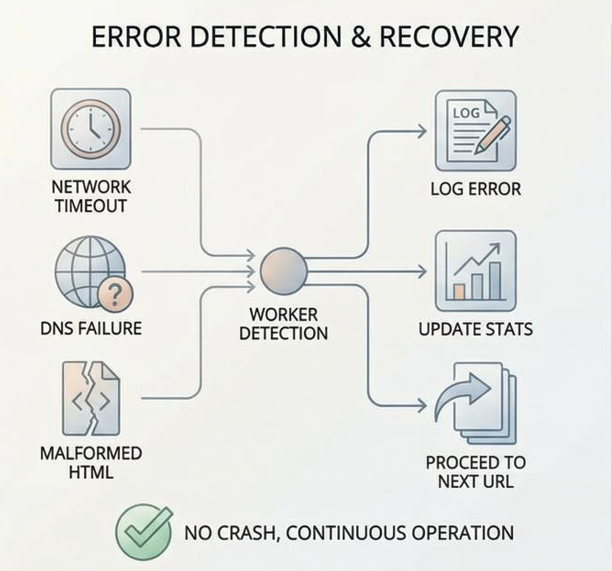 ERROR DETECTION & RECOVERY
NETWORK
TIMEOUT
LOG
LOG ERROR
?
DNS FAILURE
WORKER
DETECTION
UPDATE STATS
MALFORMED
HTML
PROCEED TO
NEXT URL
NO CRASH, CONTINUOUS OPERATION